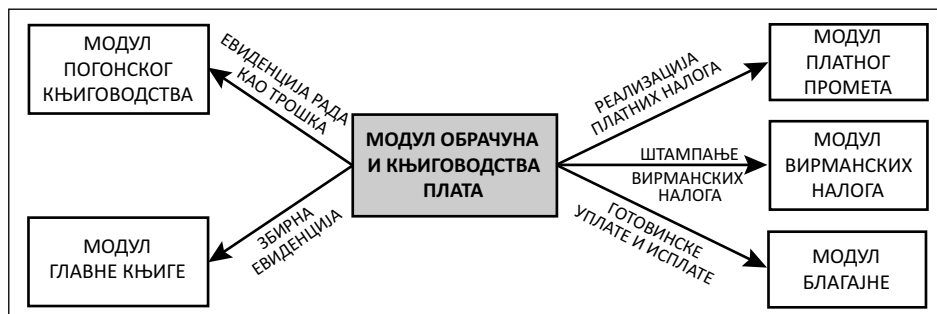 МОДУЛ
ПОГОНСКОГ
КЊИГОВОДСТВА
ЕВИДЕНЦИЈА РАДА
КАО ТРОШКА
МОДУЛ
ГЛАВНЕ КЊИГЕ
ЗБИРНА
ЕВИДЕНЦИЈА
МОДУЛ ОБРАЧУНА
И КЊИГОВОДСТВА
ПЛАТА
РЕАЛИЗАЦИЈА
ПЛАТНИХ НАЛОГА
МОДУЛ
ПЛАТНОГ
ПРОМЕТА
ШТАМПАЊЕ
ВИРМАНСКИХ
НАЛОГА
МОДУЛ
ВИРМАНСКИХ
НАЛОГА
ГОТОВИНСКЕ
УПЛАТЕ И ИСПЛАТЕ
МОДУЛ
БЛАГАЈНЕ